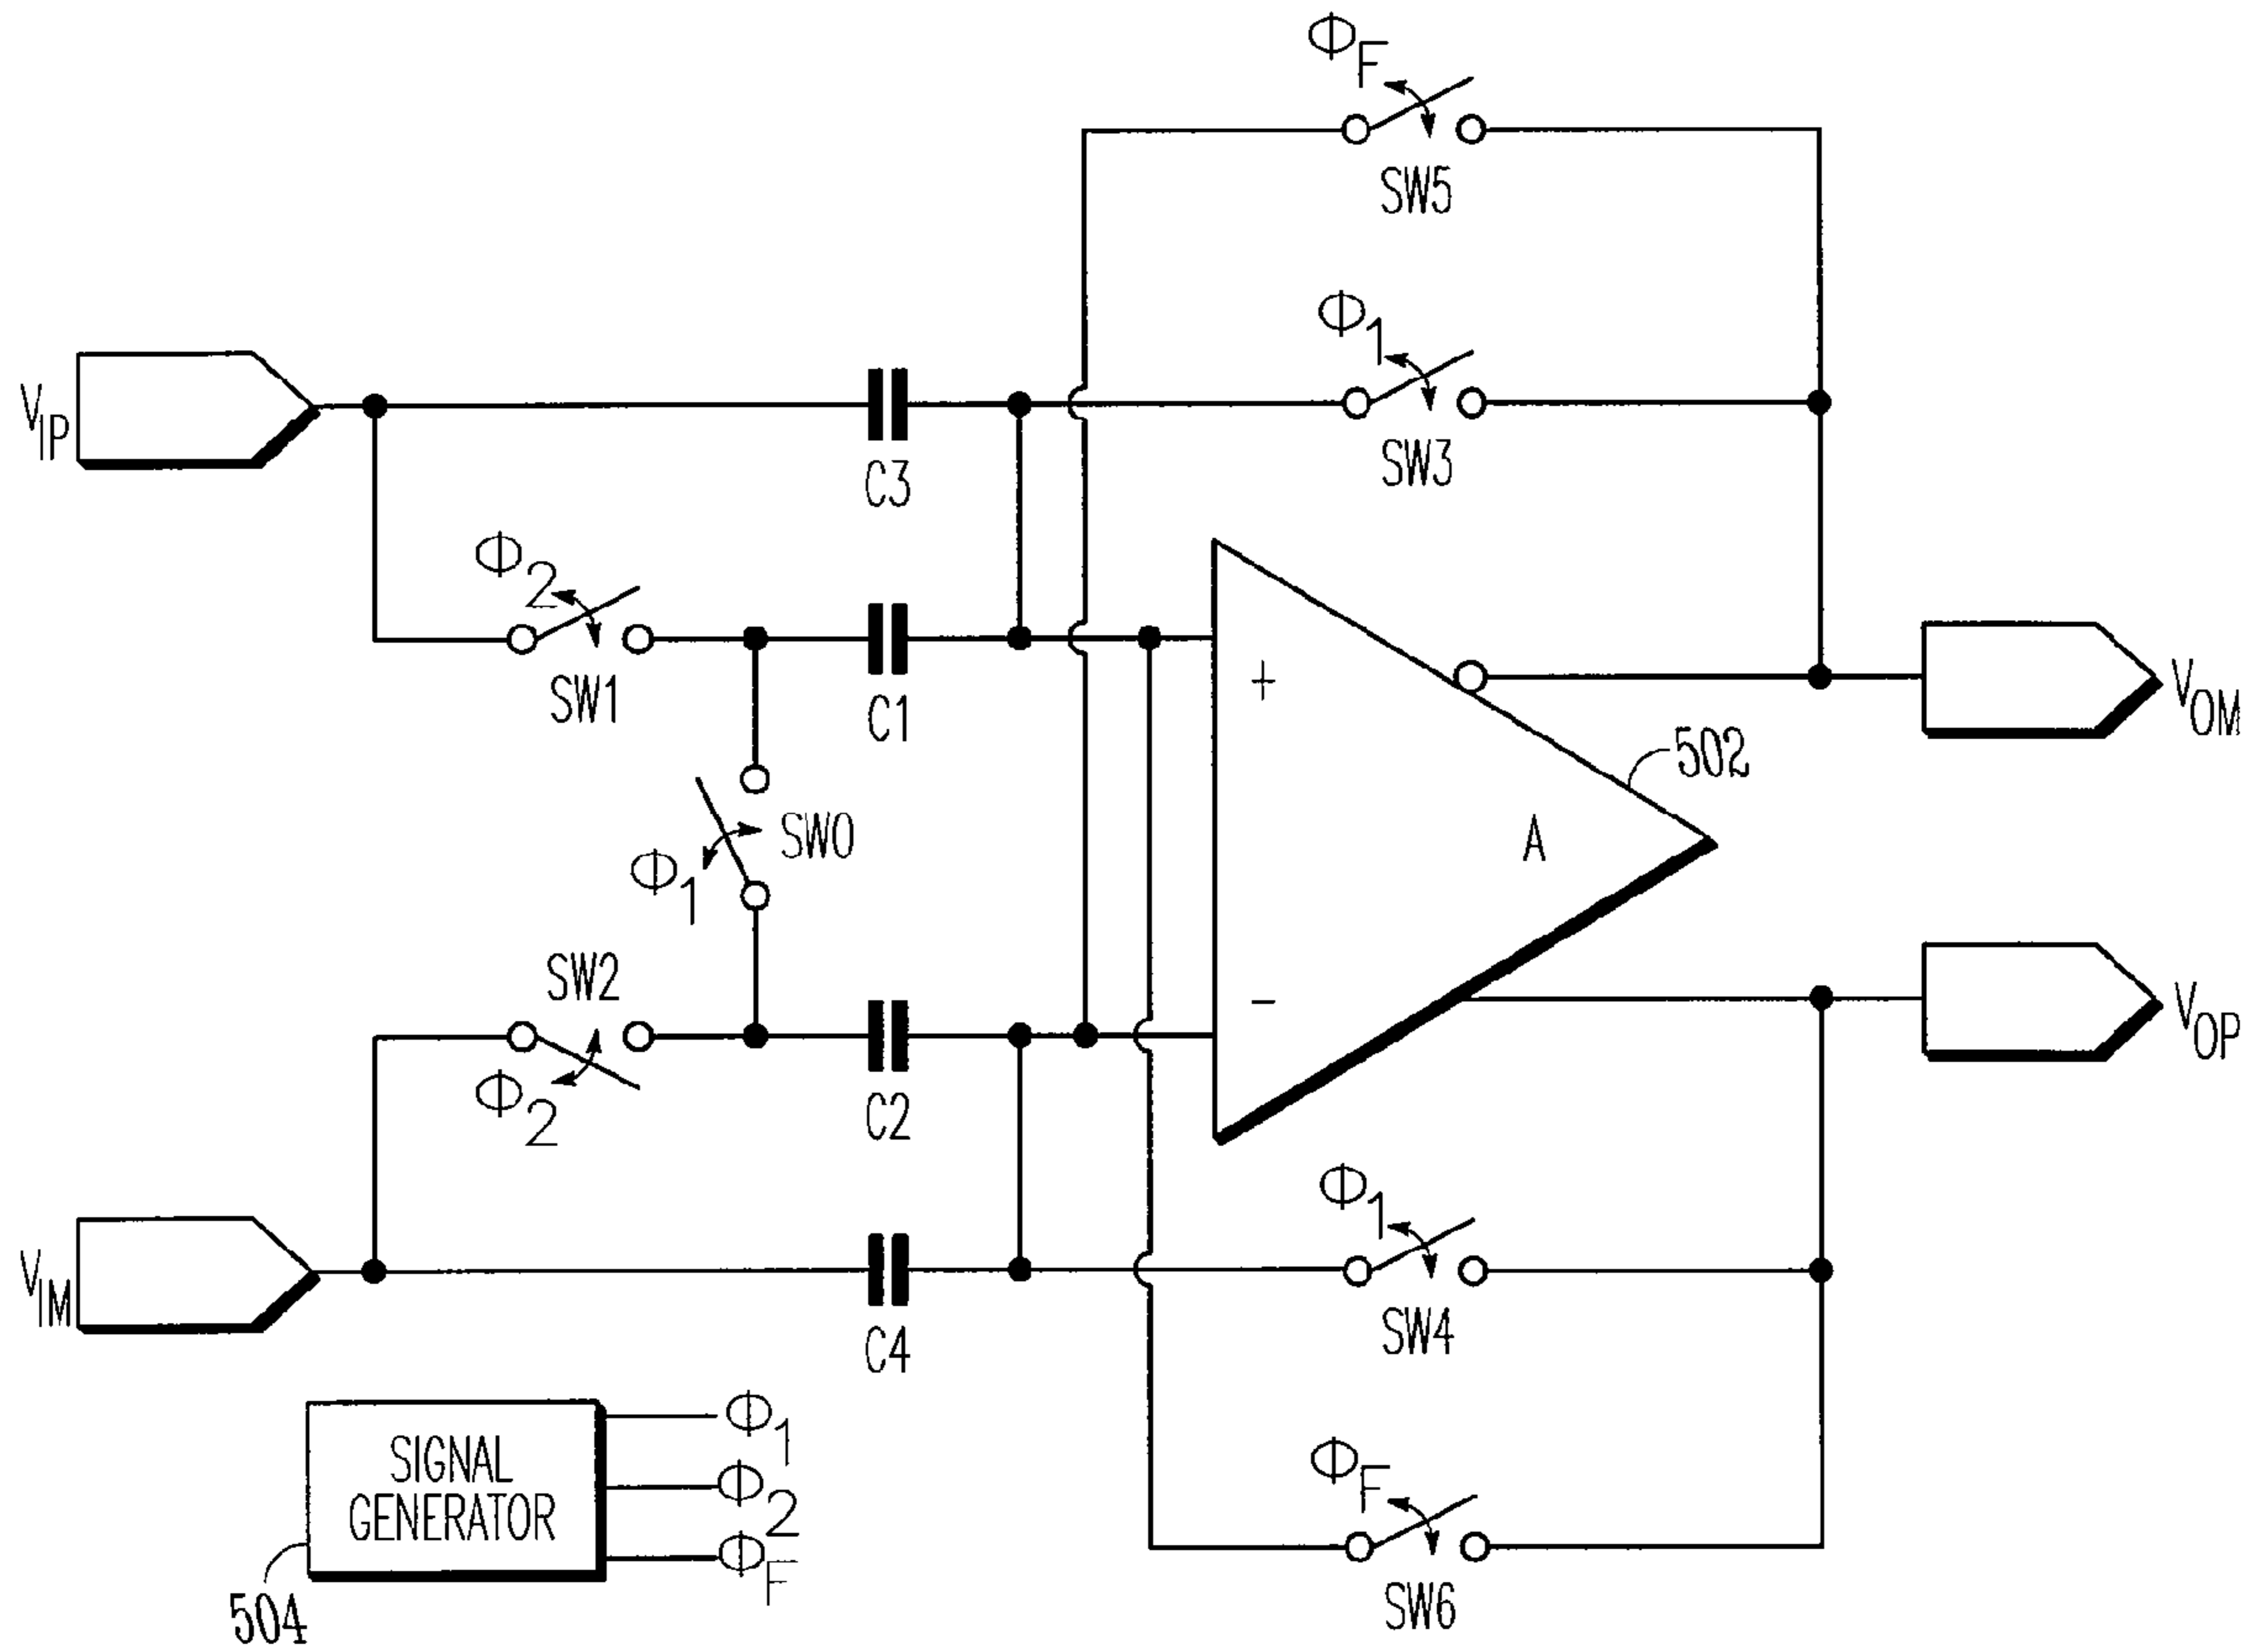 ΦF
SW5
Φ1
SW3
VIP
C3
Φ2
SW1
C1
+
VOM
502
SW0
A
Φ1
SW2
−
VOP
Φ2
C2
Φ1
VIM
SW4
C4
Φ1
SIGNAL
GENERATOR
Φ2
ΦF
504
ΦF
SW6